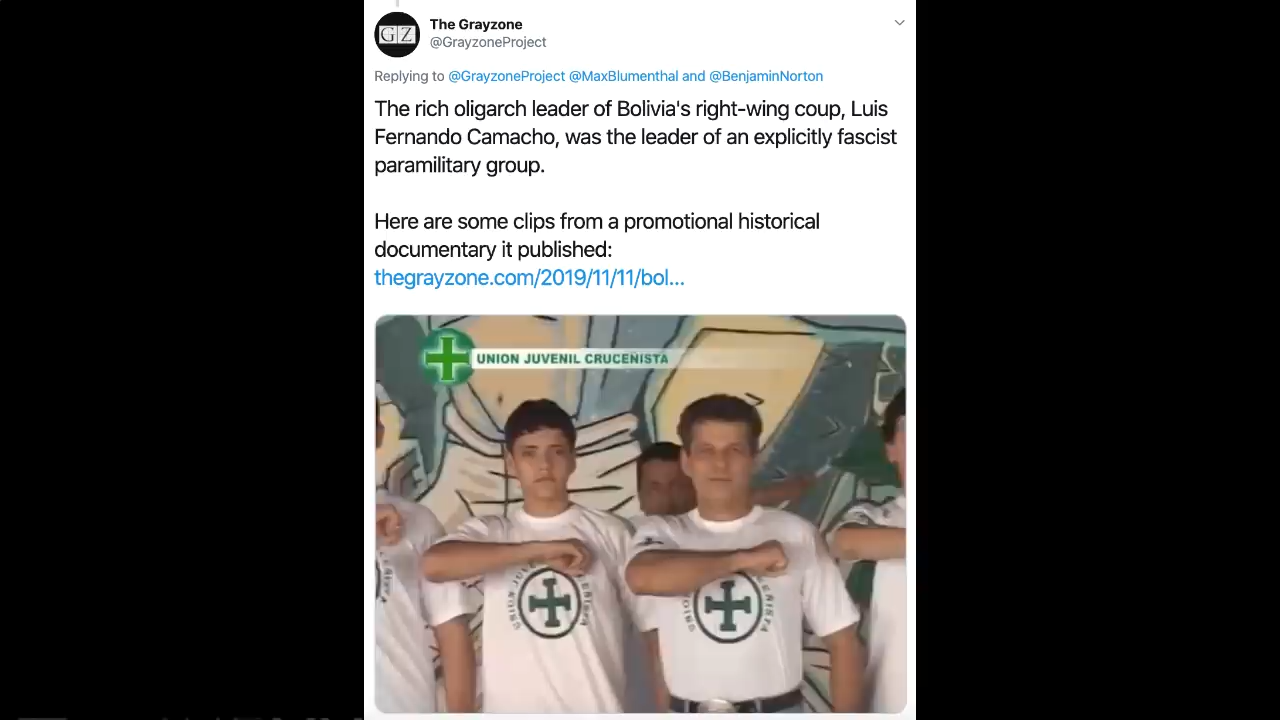 GZ
The Grayzone
@GrayzoneProject
Replying to @GrayzoneProject @MaxBlumenthal and @BenjaminNorton
The rich oligarch leader of Bolivia's right-wing coup, Luis
Fernando Camacho, was the leader of an explicitly fascist
paramilitary group.
Here are some clips from a promotional historical
documentary it published:
thegrayzone.com/2019/11/11/bol...
UNION JUVENIL CRUCEÑISTA